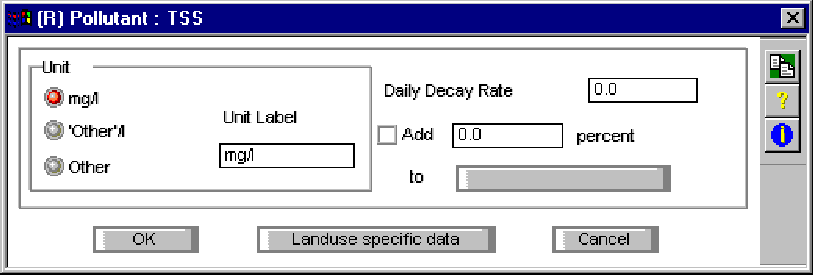 (R) Pollutant : TSS
Unit
mg/l
'Other'/l
Other
Unit Label
mg/l
Daily Decay Rate 0.0
Add 0.0 percent
to
OK Landuse specific data Cancel